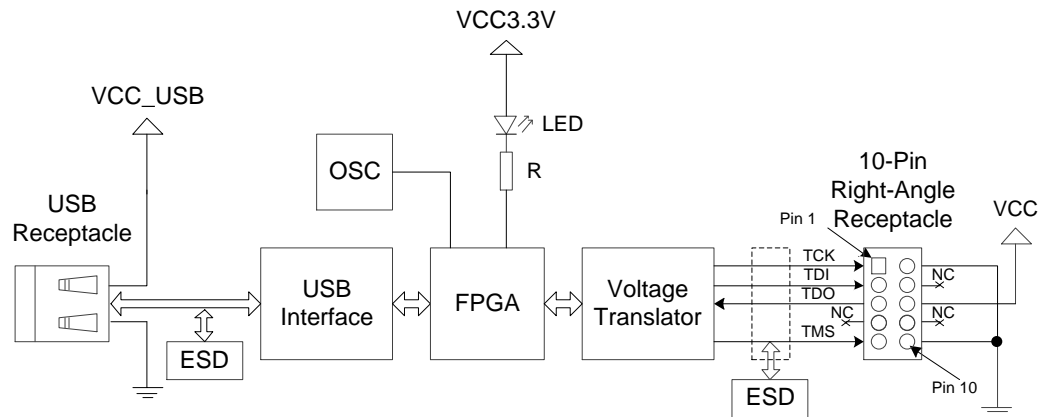 VCC3.3V
VCC_USB
LED
R
OSC
10-Pin
Right-Angle
Receptacle
VCC
USB
Receptacle
Pin 1
USB
Interface
FPGA
Voltage
Translator
TCK
TDI
TDO
TMS
NC
NC
NC
ESD
ESD
Pin 10